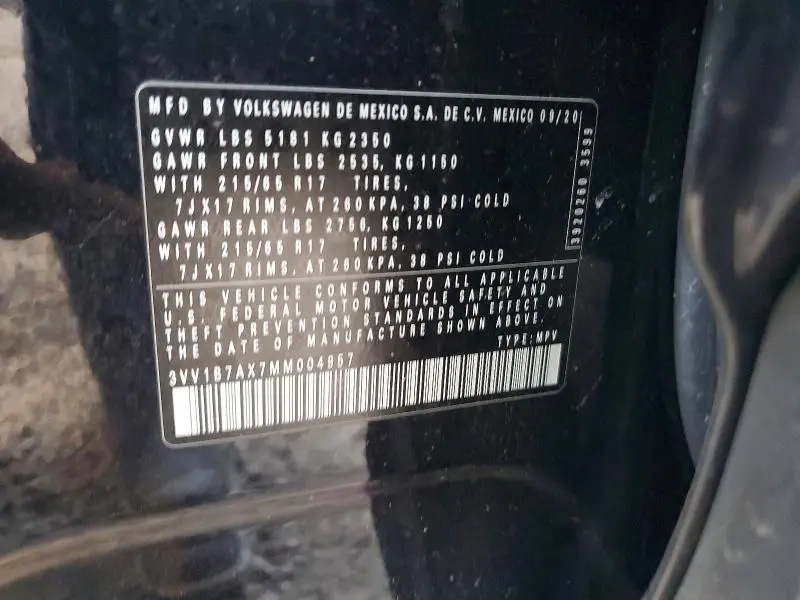 MFD BY VOLKSWAGEN DE MEXICO S.A. DE C.V. MEXICO 09/20
GVWR LBS 5181 KG 2350
GAWR FRONT LBS 2535, KG 1150
WITH 215/65 R17 TIRES,
7JX17 RIMS, AT 260 KPA, 38 PSI COLD
GAWR REAR LBS 2756, KG 1250
WITH 215/65 R17 TIRES,
7JX17 RIMS, AT 260 KPA, 38 PSI COLD
THIS VEHICLE CONFORMS TO ALL APPLICABLE
U.S. FEDERAL MOTOR VEHICLE SAFETY AND
THEFT PREVENTION STANDARDS IN EFFECT ON
THE DATE OF MANUFACTURE SHOWN ABOVE.
TYPE: MPV
3VV1B7AX7MM004957
3920260 3599